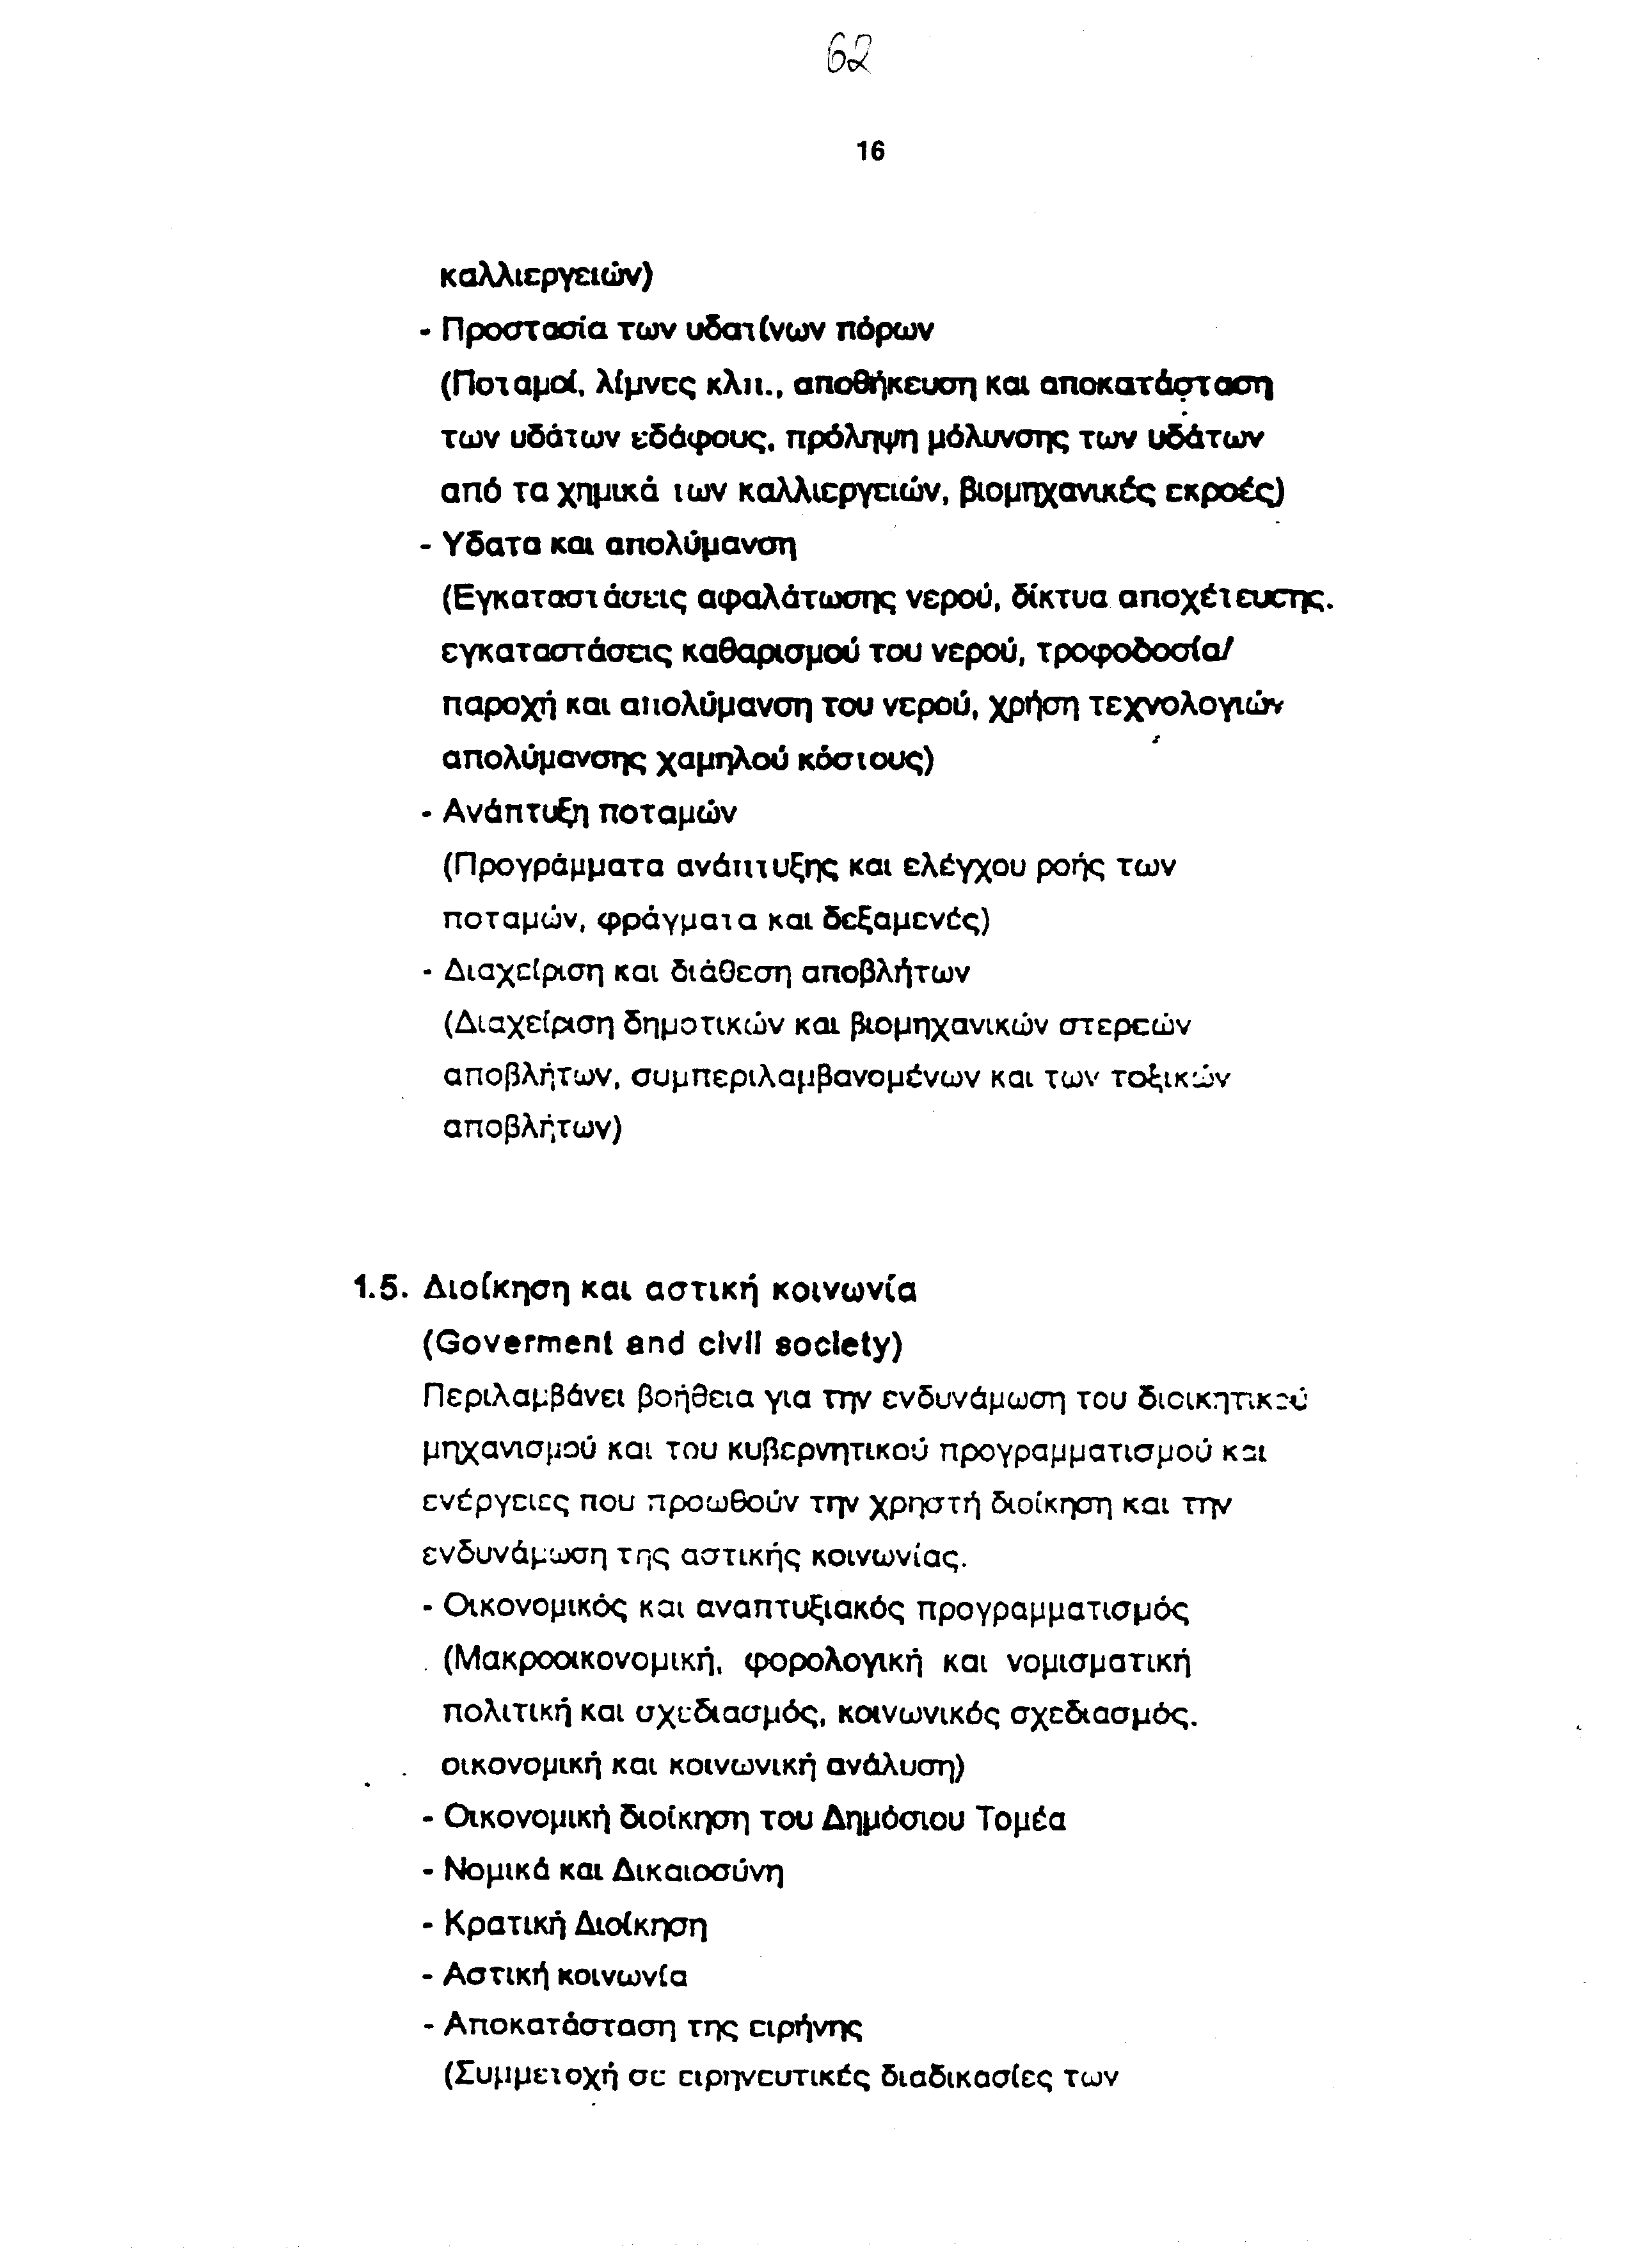 62
16
καλλιεργειών)
- Προστασία των υδατίνων πόρων
(Ποταμοί, λίμνες κλπ., αποθήκευση και αποκατάσταση
των υδάτων εδάφους, πρόληψη μόλυνσης των υδάτων
από τα χημικά των καλλιεργειών, βιομηχανικές εκροές)
- Υδατα και απολύμανση
(Εγκαταστάσεις αφαλάτωσης νερού, δίκτυα αποχέτευσης.
εγκαταστάσεις καθαρισμού του νερού, τροφοδοσία/
παροχή και απολύμανση του νερού, χρήση τεχνολογιών
απολύμανσης χαμηλού κόστους)
- Ανάπτυξη ποταμών
(Προγράμματα ανάπτυξης και ελέγχου ροής των
ποταμών, φράγματα και δεξαμενές)
- Διαχείριση και διάθεση αποβλήτων
(Διαχείριση δημοτικών και βιομηχανικών στερεών
αποβλήτων, συμπεριλαμβανομένων και των τοξικών
αποβλήτων)
1.5. Διοίκηση και αστική κοινωνία
(Goverment and civil society)
Περιλαμβάνει βοήθεια για την ενδυνάμωση του διοικητικού
μηχανισμού και του κυβερνητικού προγραμματισμού και
ενέργειες που προωθούν την χρηστή διοίκηση και την
ενδυνάμωση της αστικής κοινωνίας.
- Οικονομικός και αναπτυξιακός προγραμματισμός
(Μακροοικονομική, φορολογική και νομισματική
πολιτική και σχεδιασμός, κοινωνικός σχεδιασμός.
οικονομική και κοινωνική ανάλυση)
- Οικονομική διοίκηση του Δημόσιου Τομέα
- Νομικά και Δικαιοσύνη
- Κρατική Διοίκηση
- Αστική κοινωνία
- Αποκατάσταση της ειρήνης
(Συμμετοχή σε ειρηνευτικές διαδικασίες των